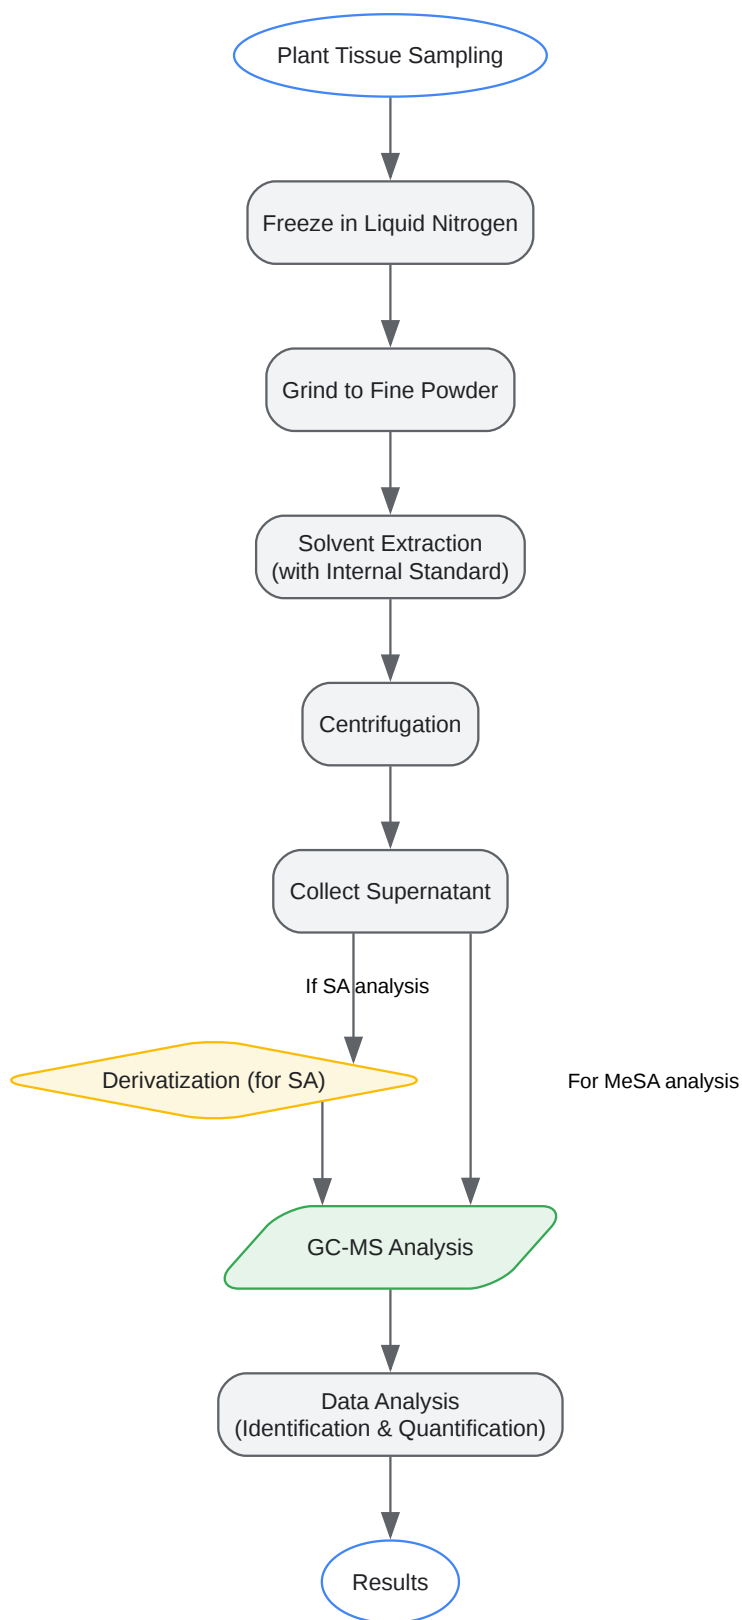 Plant Tissue Sampling
Freeze in Liquid Nitrogen
Grind to Fine Powder
Solvent Extraction
(with Internal Standard)
Centrifugation
Collect Supernatant
If SA analysis
Derivatization (for SA)
For MeSA analysis
GC-MS Analysis
Data Analysis
(Identification & Quantification)
Results